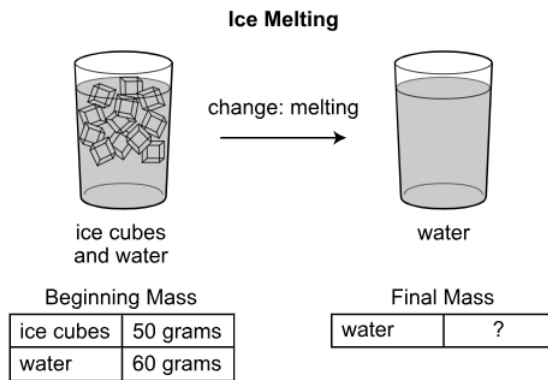 Ice Melting
change: melting
ice cubes
and water
water
Beginning Mass
ice cubes 50 grams
water 60 grams
Final Mass
water ?